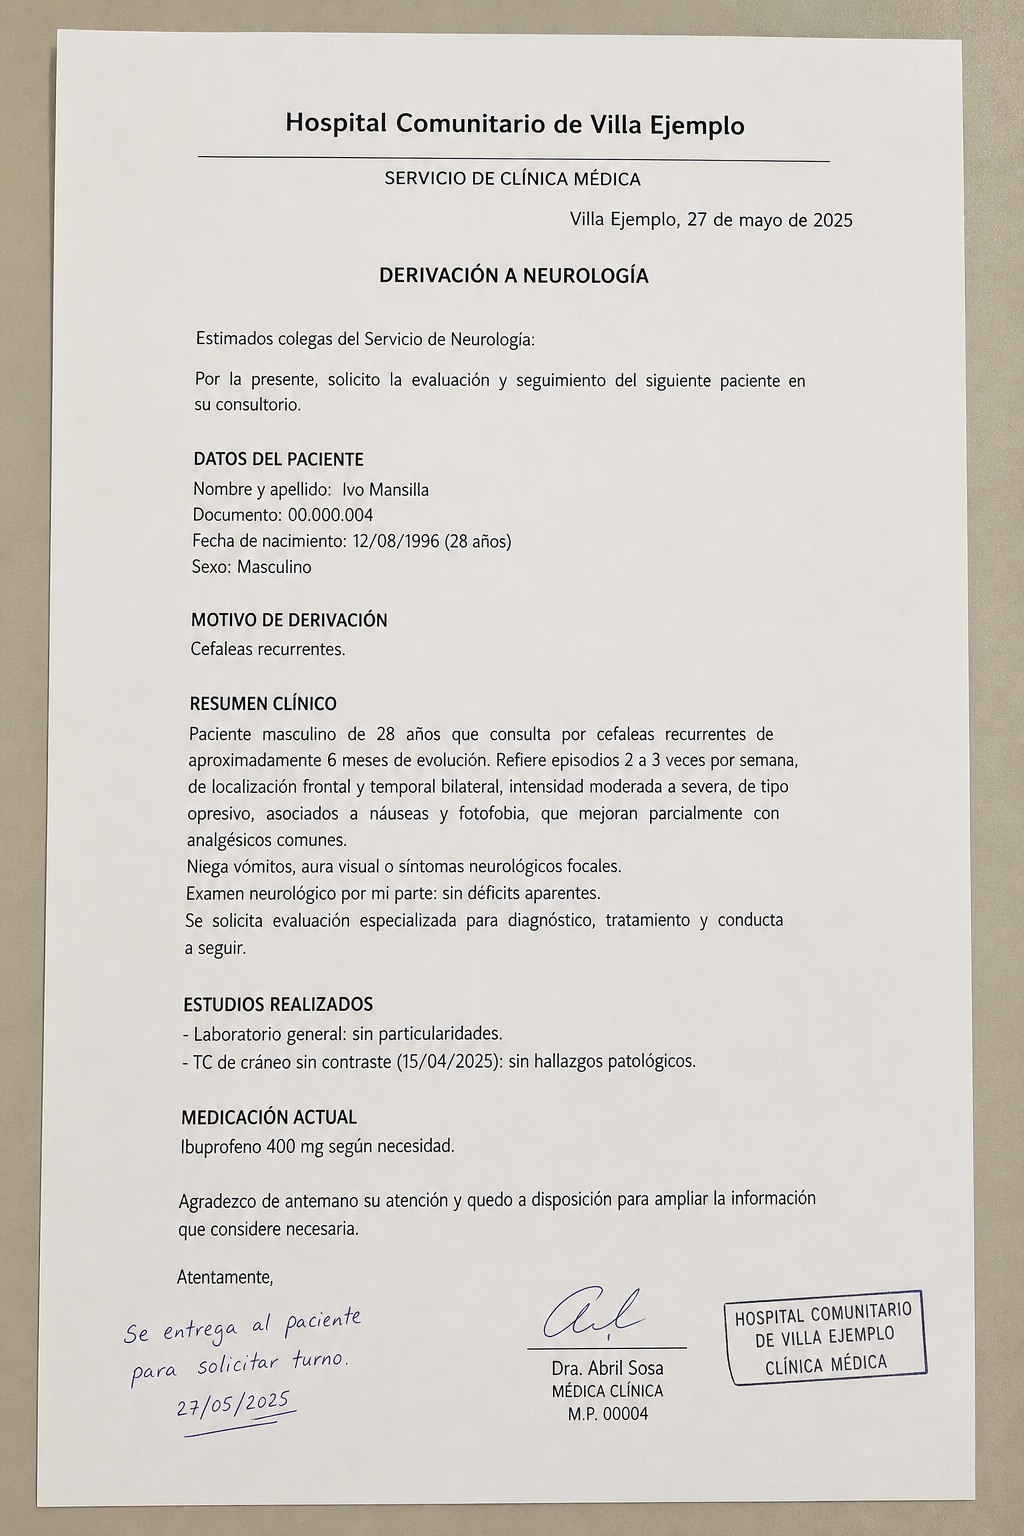 Hospital Comunitario de Villa Ejemplo
SERVICIO DE CLÍNICA MÉDICA
Villa Ejemplo, 27 de mayo de 2025
DERIVACIÓN A NEUROLOGÍA
Estimados colegas del Servicio de Neurología:
Por la presente, solicito la evaluación y seguimiento del siguiente paciente en
su consultorio.
DATOS DEL PACIENTE
Nombre y apellido: Ivo Mansilla
Documento: 00.000.004
Fecha de nacimiento: 12/08/1996 (28 años)
Sexo: Masculino
MOTIVO DE DERIVACIÓN
Cefaleas recurrentes.
RESUMEN CLÍNICO
Paciente masculino de 28 años que consulta por cefaleas recurrentes de
aproximadamente 6 meses de evolución. Refiere episodios 2 a 3 veces por semana,
de localización frontal y temporal bilateral, intensidad moderada a severa, de tipo
opresivo, asociados a náuseas y fotofobia, que mejoran parcialmente con
analgésicos comunes.
Niega vómitos, aura visual o síntomas neurológicos focales.
Examen neurológico por mi parte: sin déficits aparentes.
Se solicita evaluación especializada para diagnóstico, tratamiento y conducta
a seguir.
ESTUDIOS REALIZADOS
- Laboratorio general: sin particularidades.
- TC de cráneo sin contraste (15/04/2025): sin hallazgos patológicos.
MEDICACIÓN ACTUAL
Ibuprofeno 400 mg según necesidad.
Agradezco de antemano su atención y quedo a disposición para ampliar la información
que considere necesaria.
Atentamente,
Se entrega al paciente
para solicitar turno.
27/05/2025
Dra. Abril Sosa
MÉDICA CLÍNICA
M.P. 00004
HOSPITAL COMUNITARIO
DE VILLA EJEMPLO
CLÍNICA MÉDICA